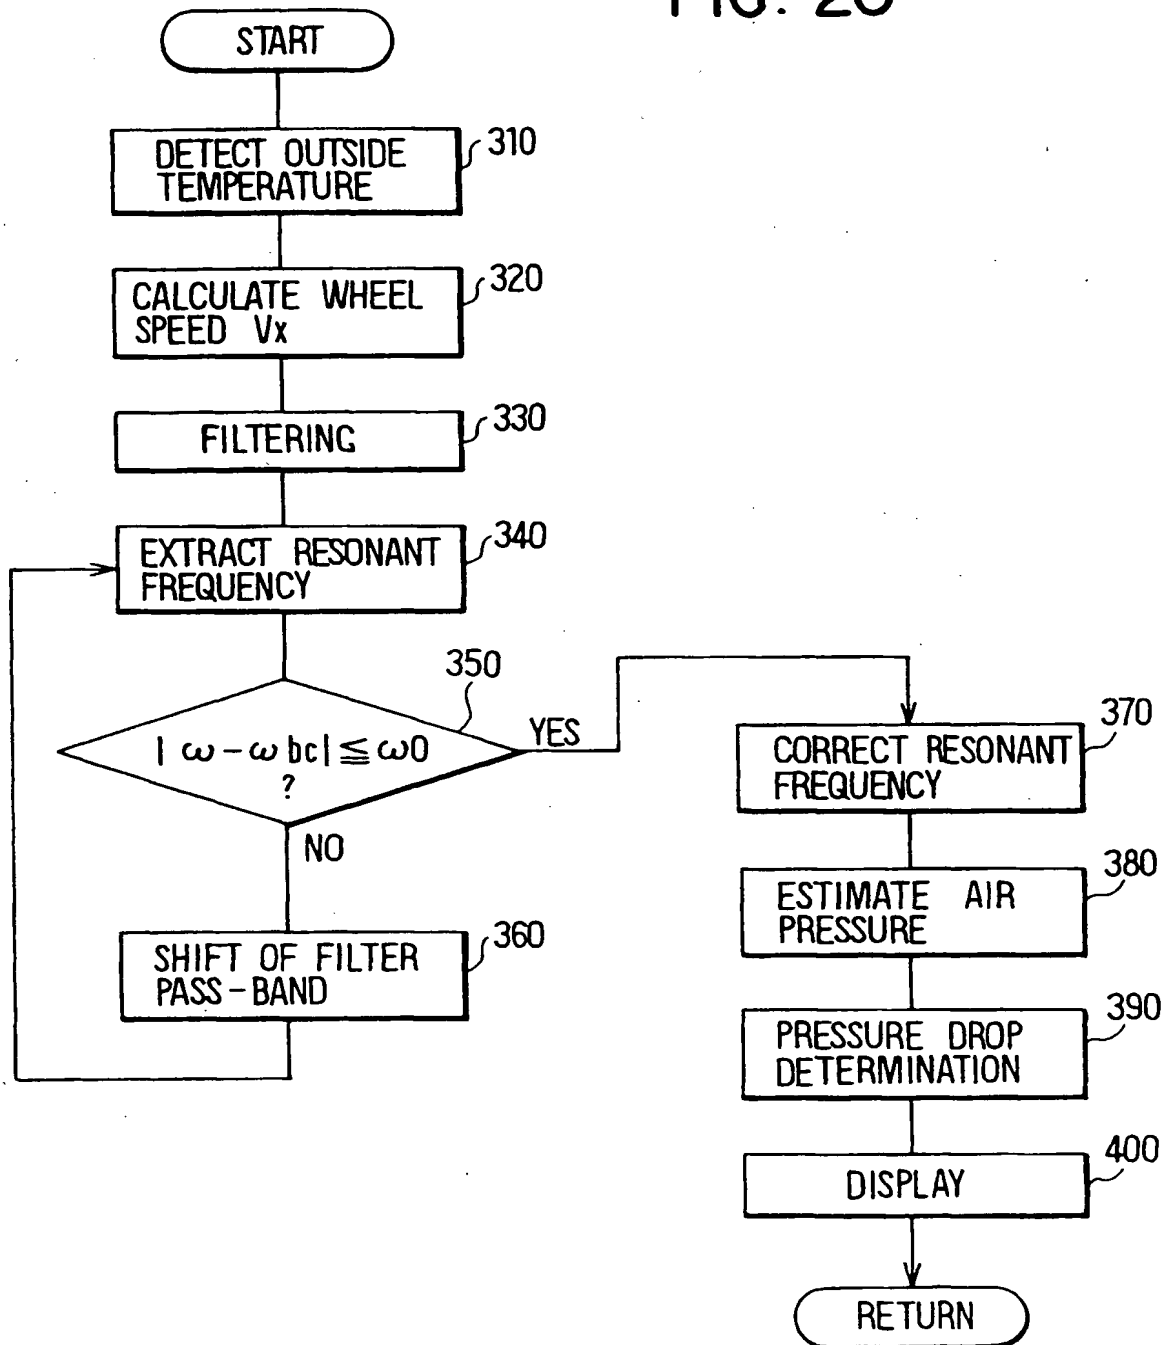 START
DETECT OUTSIDE
TEMPERATURE
310
CALCULATE WHEEL
SPEED Vx
320
FILTERING
330
EXTRACT RESONANT
FREQUENCY
340
350
| ω - ω bc| ≦ ω0
?
YES
NO
SHIFT OF FILTER
PASS-BAND
360
CORRECT RESONANT
FREQUENCY
370
ESTIMATE AIR
PRESSURE
380
PRESSURE DROP
DETERMINATION
390
DISPLAY
400
RETURN